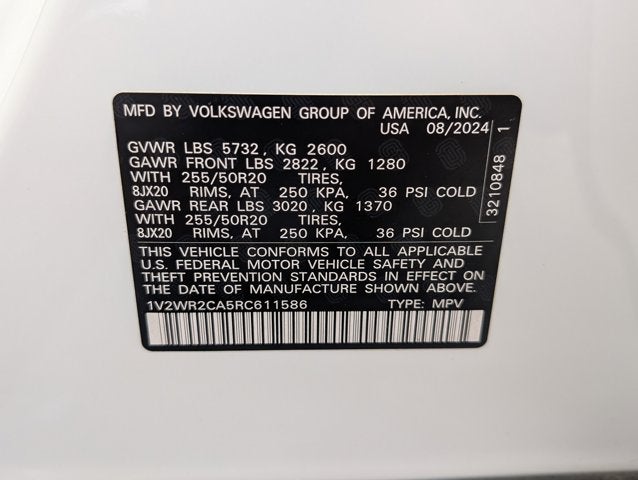 MFD BY VOLKSWAGEN GROUP OF AMERICA, INC.
USA 08/2024
GVWR LBS 5732, KG 2600
GAWR FRONT LBS 2822, KG 1280
WITH 255/50R20 TIRES,
8JX20 RIMS, AT 250 KPA, 36 PSI COLD
GAWR REAR LBS 3020, KG 1370
WITH 255/50R20 TIRES,
8JX20 RIMS, AT 250 KPA, 36 PSI COLD
THIS VEHICLE CONFORMS TO ALL APPLICABLE
U.S. FEDERAL MOTOR VEHICLE SAFETY AND
THEFT PREVENTION STANDARDS IN EFFECT ON
THE DATE OF MANUFACTURE SHOWN ABOVE.
1V2WR2CA5RC611586 TYPE: MPV
3210848 1